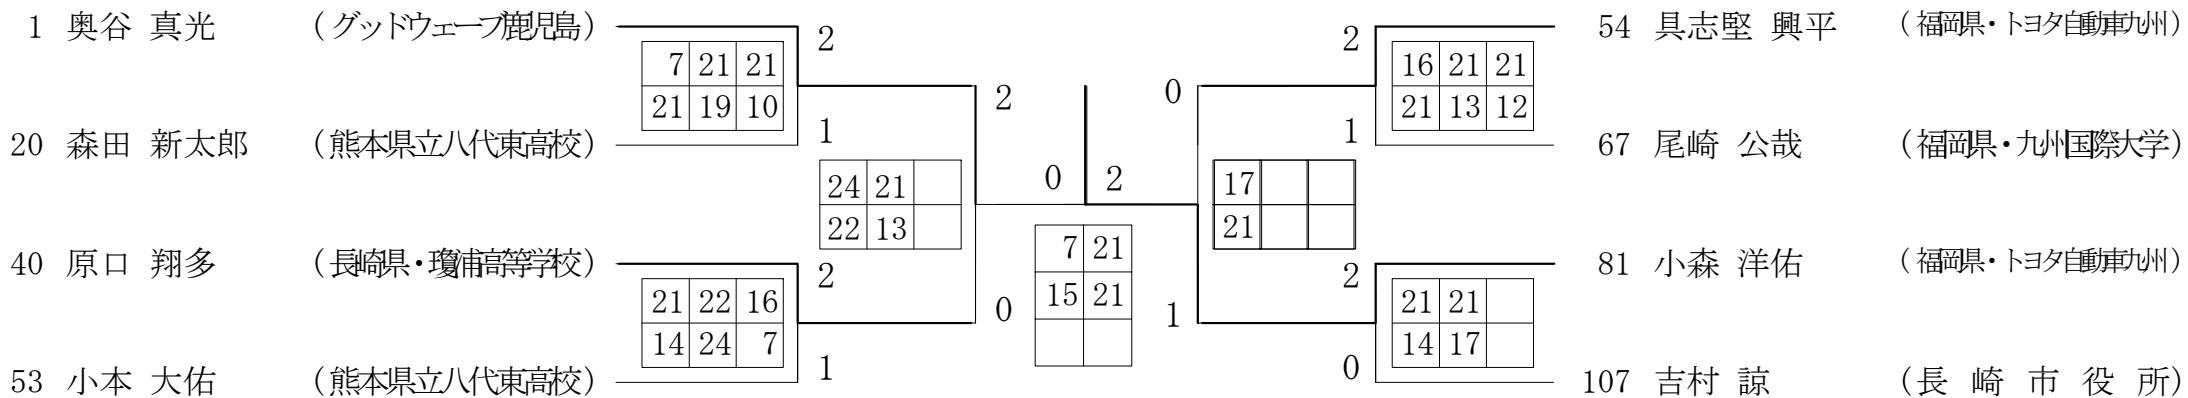 1 奥谷 真光 (グッドウェーブ鹿児島) 2 2 54 具志堅 興平 (福岡県・トヨタ自動車九州)
7 21 21 16 21 21
21 19 10 2 0 21 13 12
20 森田 新太郎 (熊本県立八代東高校) 1 1 67 尾崎 公哉 (福岡県・九州国際大学)
24 21 0 2 17
22 13 21
7 21
40 原口 翔多 (長崎県・瓊浦高等学校) 2 2 81 小森 洋佑 (福岡県・トヨタ自動車九州)
21 22 16 0 15 21 1 21 21
14 24 7 14 17
53 小本 大佑 (熊本県立八代東高校) 1 0 107 吉村 諒 (長崎市役所)